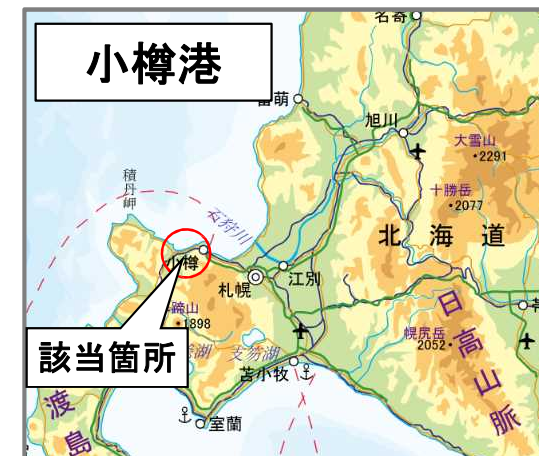 小樽港
名寄
留萌
旭川
大雪山
・2291
積丹岬
十勝岳
・2077
石狩川
北海道
小樽
札幌
江別
蹄山
・1898
日高山脈
幌尻岳
2052・
支笏湖
該当箇所
苫小牧
渡島
室蘭